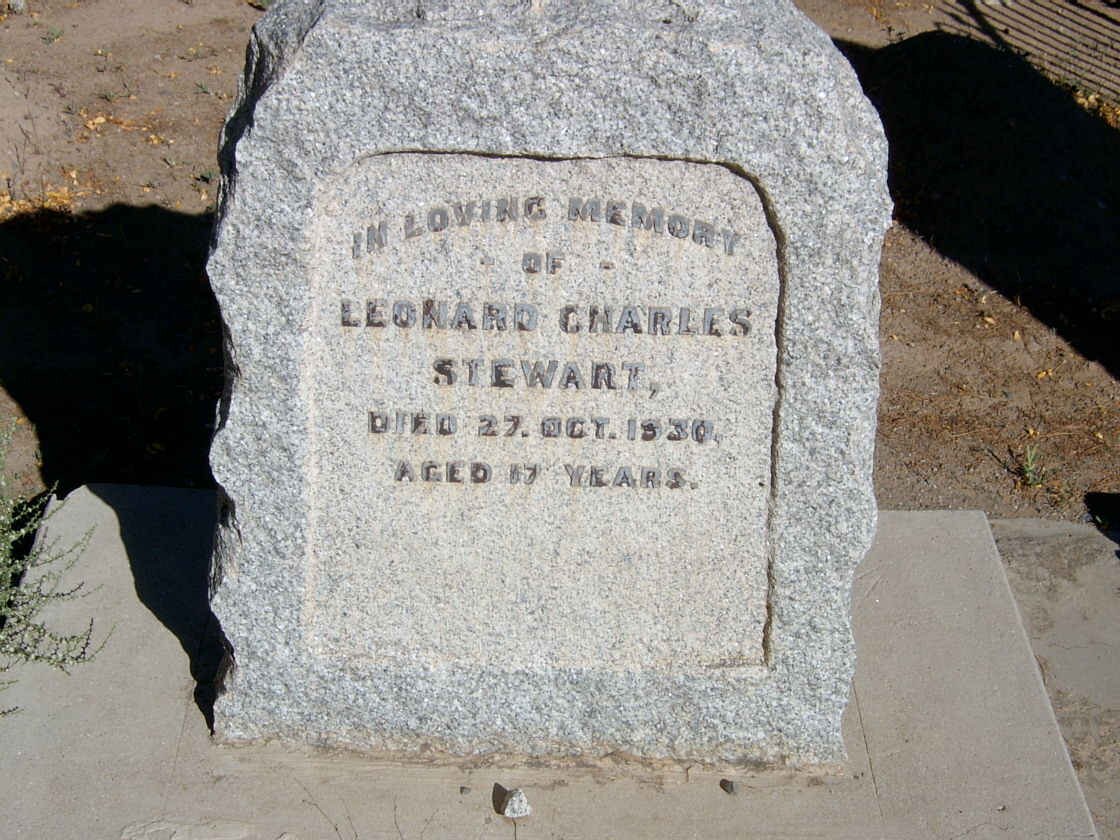 IN LOVING MEMORY
- OF -
LEONARD CHARLES
STEWART,
DIED 27. OCT. 1930.
AGED 17 YEARS.